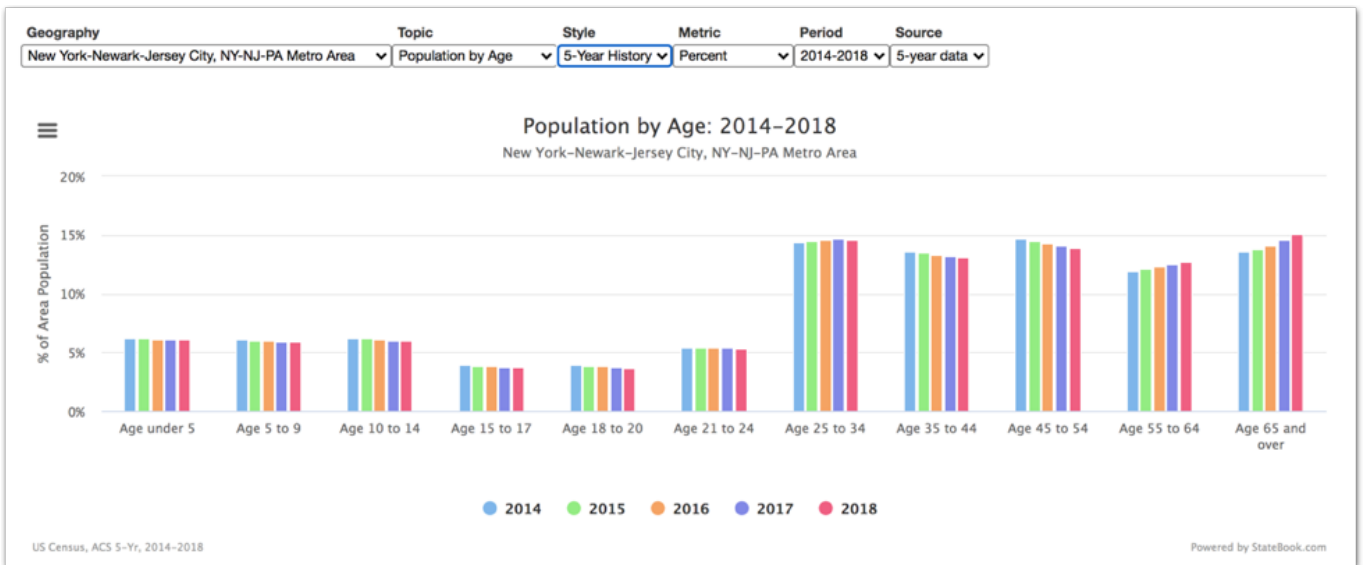 Geography Topic Style Metric Period Source
New York-Newark-Jersey City, NY-NJ-PA Metro Area Population by Age 5-Year History Percent 2014-2018 5-year data
Population by Age: 2014-2018
New York-Newark-Jersey City, NY-NJ-PA Metro Area
% of Area Population
20%
15%
10%
5%
0%
Age under 5 Age 5 to 9 Age 10 to 14 Age 15 to 17 Age 18 to 20 Age 21 to 24 Age 25 to 34 Age 35 to 44 Age 45 to 54 Age 55 to 64 Age 65 and
over
2014 2015 2016 2017 2018
US Census, ACS 5-Yr, 2014-2018 Powered by StateBook.com